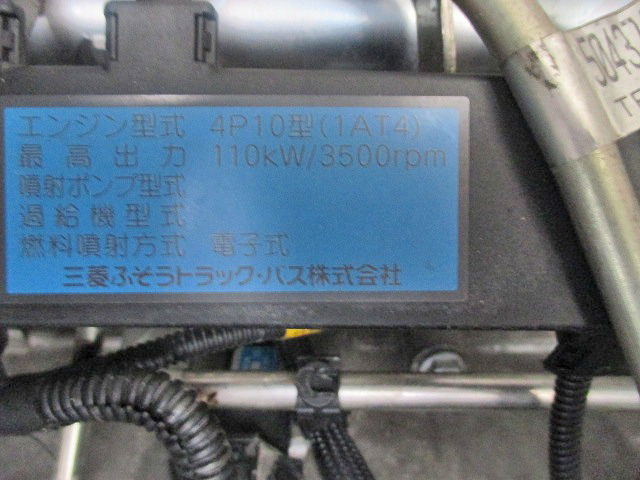 エンジン型式 4P10型(1AT4)
最高出力 110kW/3500rpm
噴射ポンプ型式
過給機型式
燃料噴射方式 電子式
三菱ふそうトラック・バス株式会社